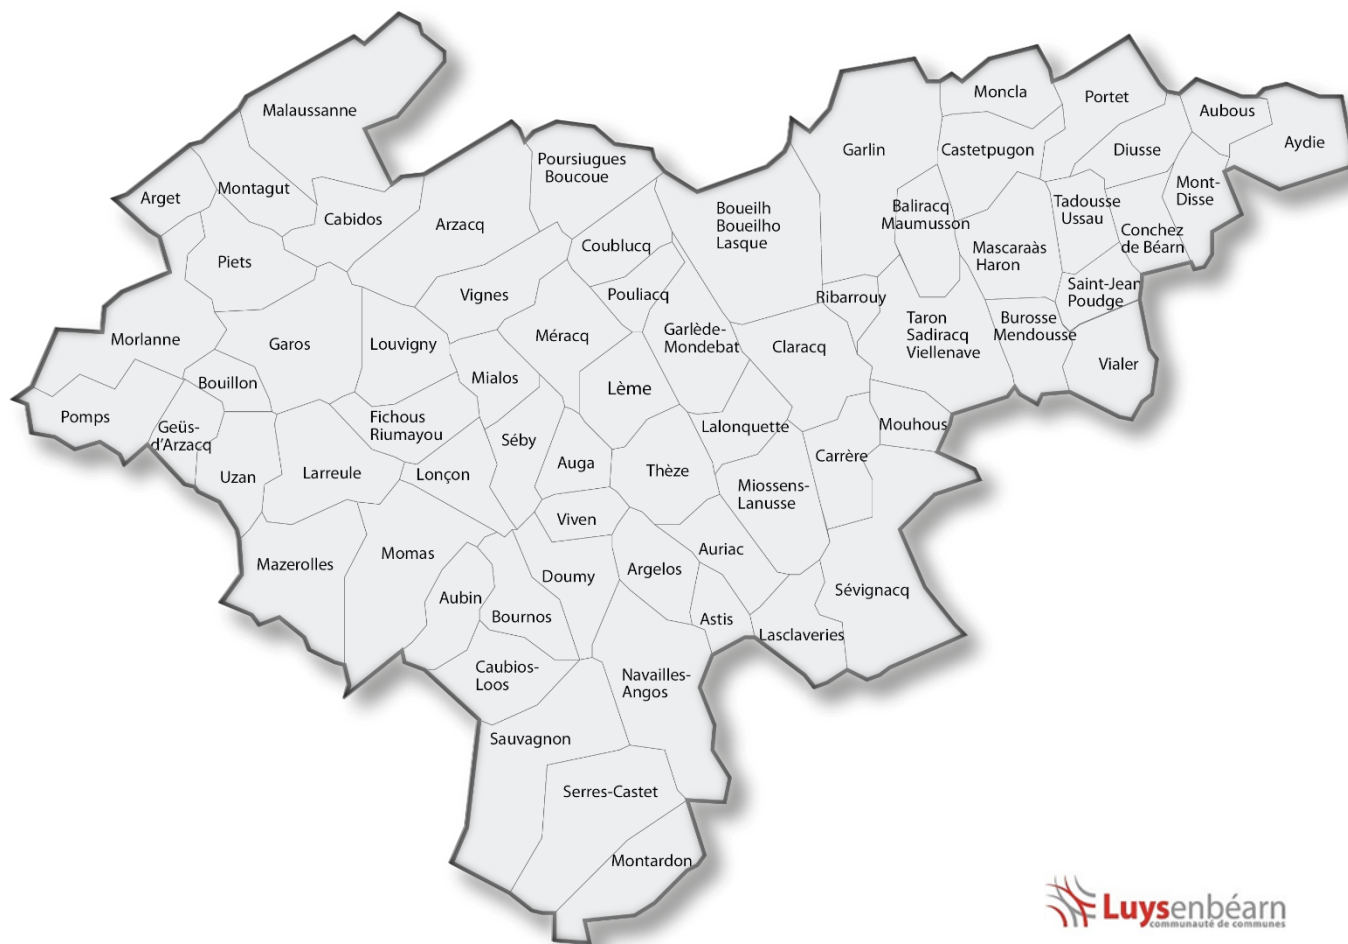 Malaussanne
Moncla
Portet
Aubous
Aydie
Garlin
Castetpugon
Diusse
Poursiugues
Boucoue
Arget
Montagut
Cabidos
Arzacq
Boueilh
Boueilho
Lasque
Baliracq
Maumusson
Tadousse
Ussau
Mont-
Disse
Conchez
de Béarn
Coublucq
Mascaraàs
Haron
Piets
Vignes
Pouliacq
Ribarrouy
Saint-Jean
Poudge
Morlanne
Garos
Louvigny
Méracq
Garlède-
Mondebat
Claracq
Taron
Sadiracq
Viellenave
Burosse
Mendousse
Vialer
Bouillon
Mialos
Lème
Pomps
Geüs-
d'Arzacq
Fichous
Riumayou
Séby
Lalonquette
Mouhous
Uzan
Larreule
Lonçon
Auga
Thèze
Carrère
Miossens-
Lanusse
Viven
Mazerolles
Momas
Doumy
Argelos
Auriac
Aubin
Bournos
Astis
Sévignacq
Lasclaveries
Caubios-
Loos
Navailles-
Angos
Sauvagnon
Serres-Castet
Montardon
Luysenbéarn
communauté de communes